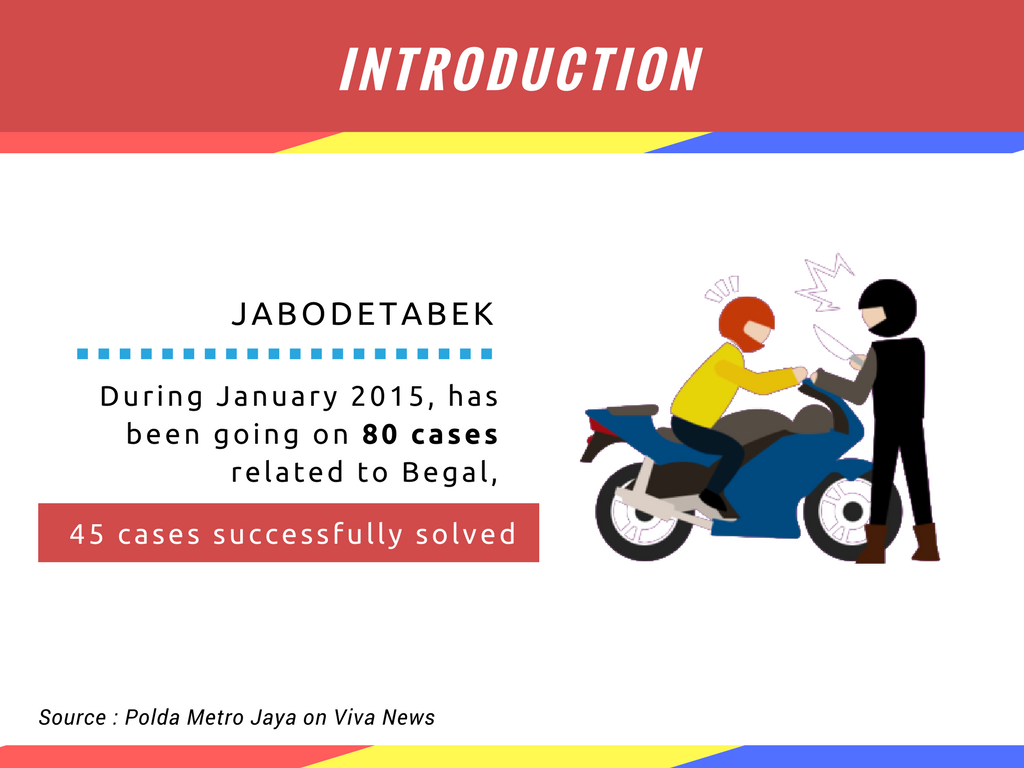 INTRODUCTION
JABODETABEK
During January 2015, has
been going on 80 cases
related to Begal,
45 cases successfully solved
Source : Polda Metro Jaya on Viva News